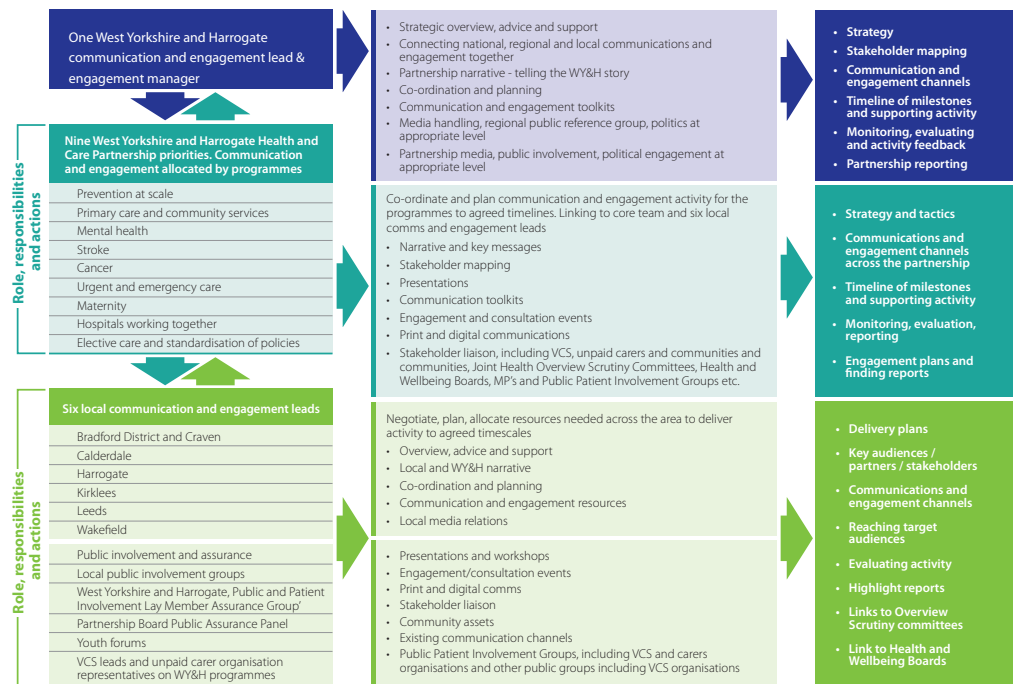 One West Yorkshire and Harrogate
communication and engagement lead &
engagement manager
• Strategic overview, advice and support
• Connecting national, regional and local communications and
engagement together
• Partnership narrative - telling the WY&H story
• Co-ordination and planning
• Communication and engagement toolkits
• Media handling, regional public reference group, politics at
appropriate level
• Partnership media, public involvement, political engagement at
appropriate level
• Strategy
• Stakeholder mapping
• Communication and
engagement channels
• Timeline of milestones
and supporting activity
• Monitoring, evaluating
and activity feedback
• Partnership reporting
Role, responsibilities
and actions
Nine West Yorkshire and Harrogate Health and
Care Partnership priorities. Communication
and engagement allocated by programmes
Prevention at scale
Primary care and community services
Mental health
Stroke
Cancer
Urgent and emergency care
Maternity
Hospitals working together
Elective care and standardisation of policies
Co-ordinate and plan communication and engagement activity for the
programmes to agreed timelines. Linking to core team and six local
comms and engagement leads
• Narrative and key messages
• Stakeholder mapping
• Presentations
• Communication toolkits
• Engagement and consultation events
• Print and digital communications
• Stakeholder liaison, including VCS, unpaid carers and communities and
communities, Joint Health Overview Scrutiny Committees, Health and
Wellbeing Boards, MP's and Public Patient Involvement Groups etc.
• Strategy and tactics
• Communications and
engagement channels
across the partnership
• Timeline of milestones
and supporting activity
• Monitoring, evaluation,
reporting
• Engagement plans and
finding reports
Role, responsibilities
and actions
Six local communication and engagement leads
Bradford District and Craven
Calderdale
Harrogate
Kirklees
Leeds
Wakefield
Public involvement and assurance
Local public involvement groups
West Yorkshire and Harrogate, Public and Patient
Involvement Lay Member Assurance Group'
Partnership Board Public Assurance Panel
Youth forums
VCS leads and unpaid carer organisation
representatives on WY&H programmes
Negotiate, plan, allocate resources needed across the area to deliver
activity to agreed timescales
• Overview, advice and support
• Local and WY&H narrative
• Co-ordination and planning
• Communication and engagement resources
• Local media relations
• Presentations and workshops
• Engagement/consultation events
• Print and digital comms
• Stakeholder liaison
• Community assets
• Existing communication channels
• Public Patient Involvement Groups, including VCS and carers
organisations and other public groups including VCS organisations
• Delivery plans
• Key audiences /
partners / stakeholders
• Communications and
engagement channels
• Reaching target
audiences
• Evaluating activity
• Highlight reports
• Links to Overview
Scrutiny committees
• Link to Health and
Wellbeing Boards